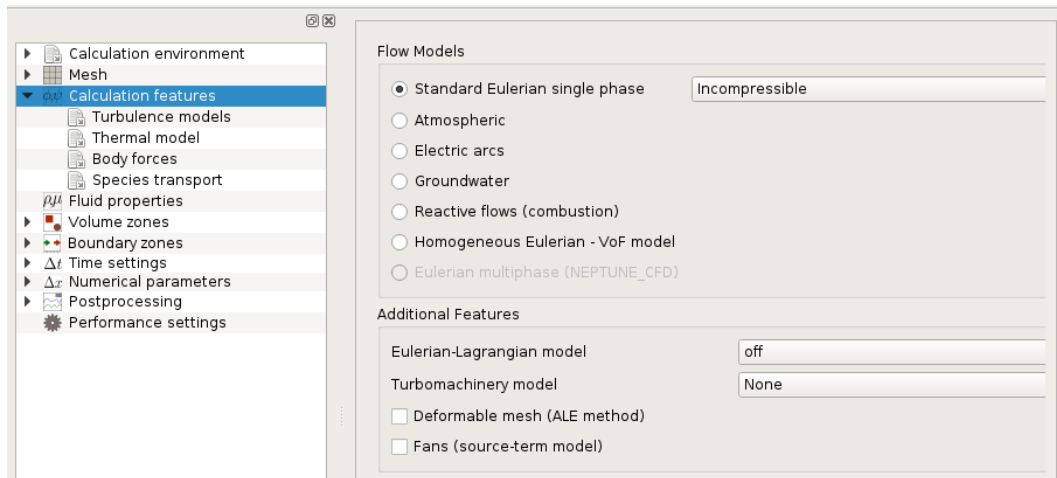 Calculation environment
Mesh
Calculation features
Turbulence models
Thermal model
Body forces
Species transport
ρμ Fluid properties
Volume zones
Boundary zones
Δt Time settings
Δx Numerical parameters
Postprocessing
Performance settings
Flow Models
Standard Eulerian single phase Incompressible
Atmospheric
Electric arcs
Groundwater
Reactive flows (combustion)
Homogeneous Eulerian - VoF model
Eulerian multiphase (NEPTUNE_CFD)
Additional Features
Eulerian-Lagrangian model off
Turbomachinery model None
Deformable mesh (ALE method)
Fans (source-term model)